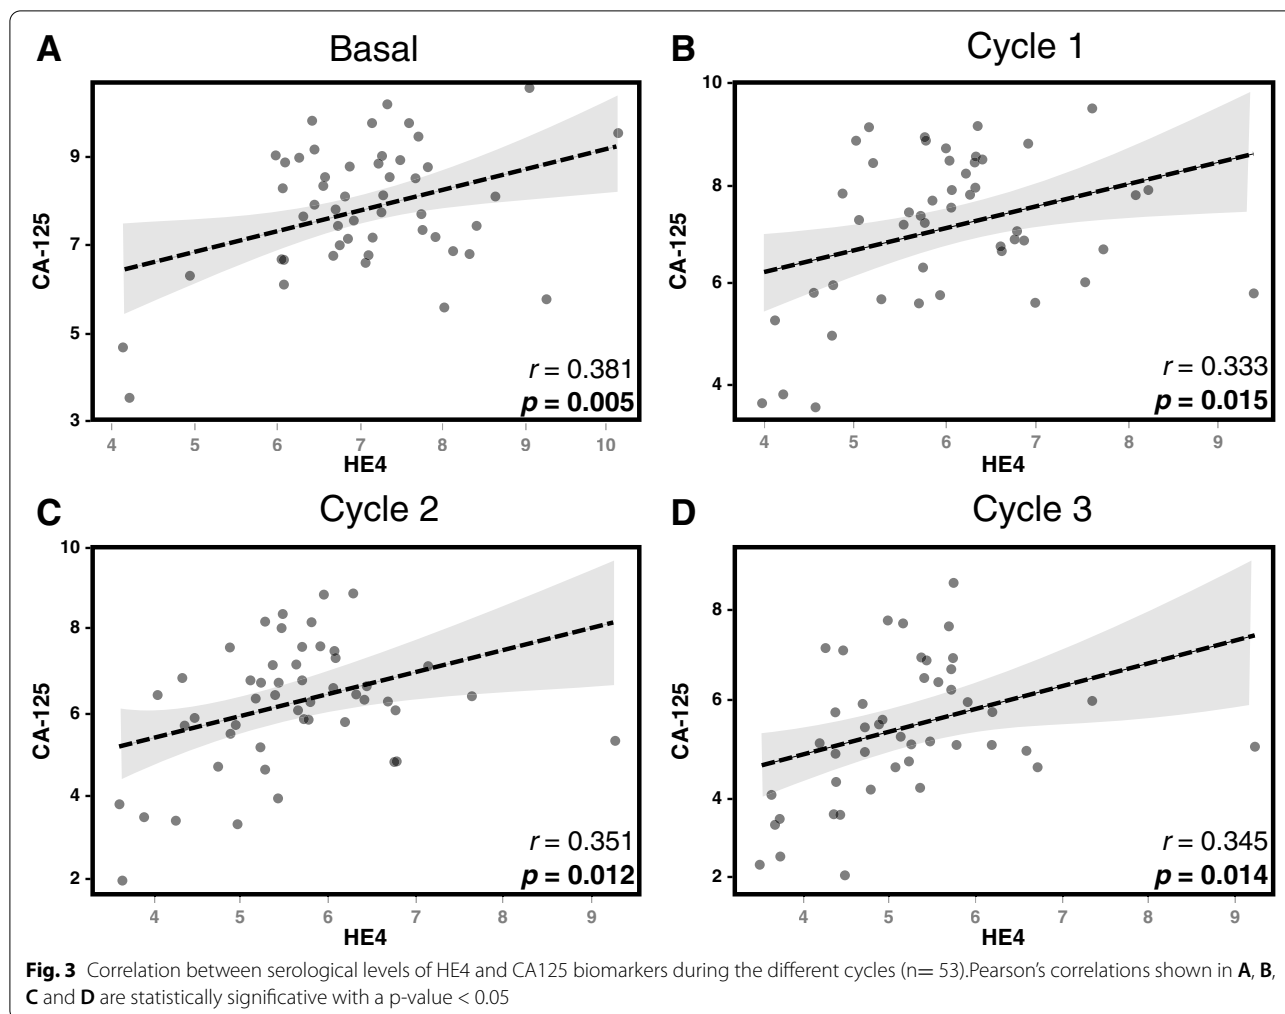 A
Basal
CA-125
9
7
5
3
r = 0.381
p = 0.005
4 5 6 7 8 9 10
HE4
B
Cycle 1
CA-125
10
8
6
4
r = 0.333
p = 0.015
4 5 6 7 8 9
HE4
C
Cycle 2
CA-125
10
8
6
4
2
r = 0.351
p = 0.012
4 5 6 7 8 9
HE4
D
Cycle 3
CA-125
8
6
4
2
r = 0.345
p = 0.014
4 5 6 7 8 9
HE4
Fig. 3 Correlation between serological levels of HE4 and CA125 biomarkers during the different cycles (n= 53).Pearson's correlations shown in A, B,
C and D are statistically significative with a p-value < 0.05